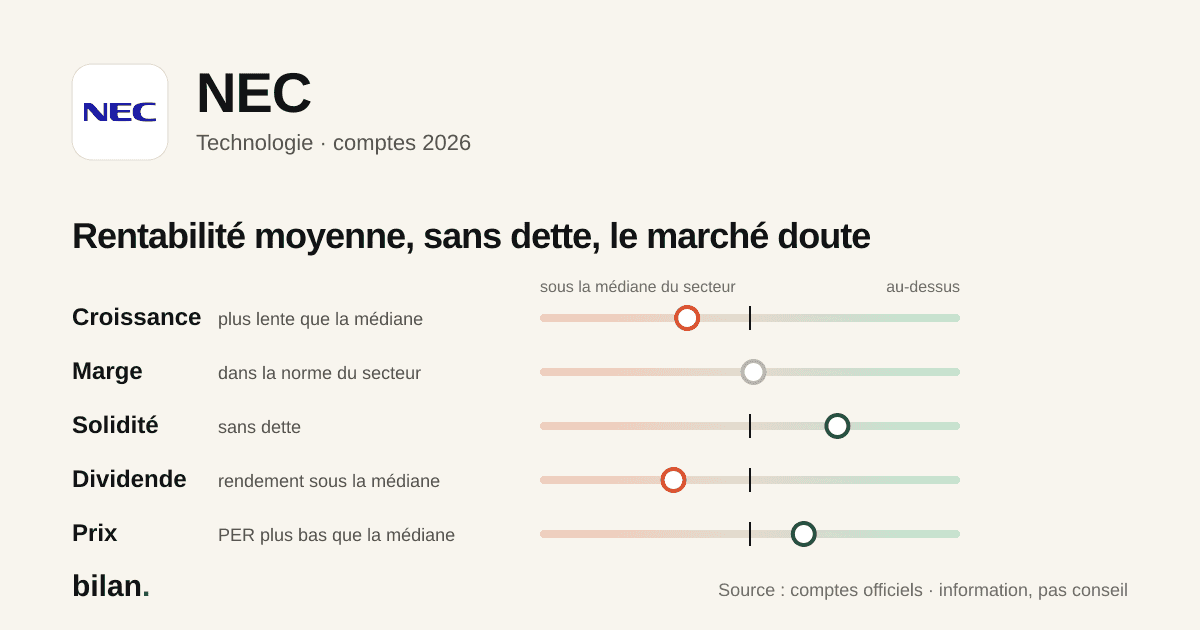 NEC
NEC
Technologie · comptes 2026
Rentabilité moyenne, sans dette, le marché doute
sous la médiane du secteur au-dessus
Croissance plus lente que la médiane
Marge dans la norme du secteur
Solidité sans dette
Dividende rendement sous la médiane
Prix PER plus bas que la médiane
bilan.
Source : comptes officiels · information, pas conseil